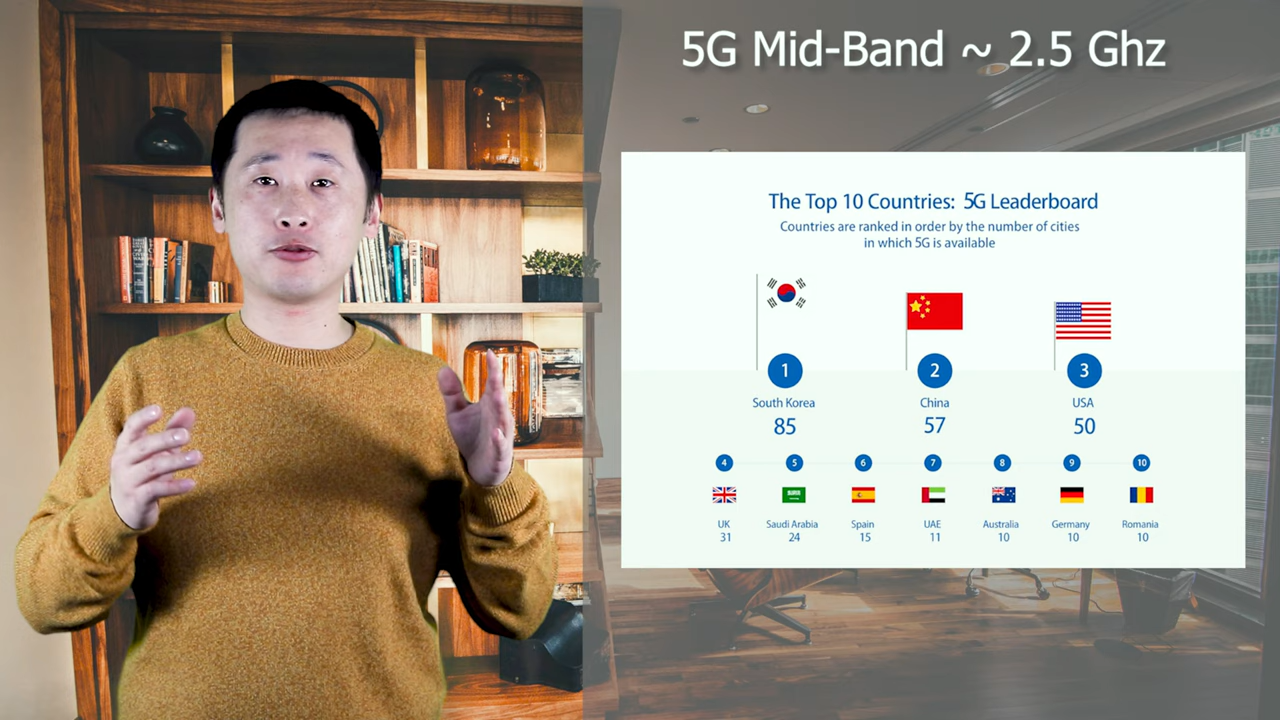 5G Mid-Band ~ 2.5 Ghz
The Top 10 Countries: 5G Leaderboard
Countries are ranked in order by the number of cities
in which 5G is available
1 2 3
South Korea China USA
85 57 50
4 5 6 7 8 9 10
UK Saudi Arabia Spain UAE Australia Germany Romania
31 24 15 11 10 10 10